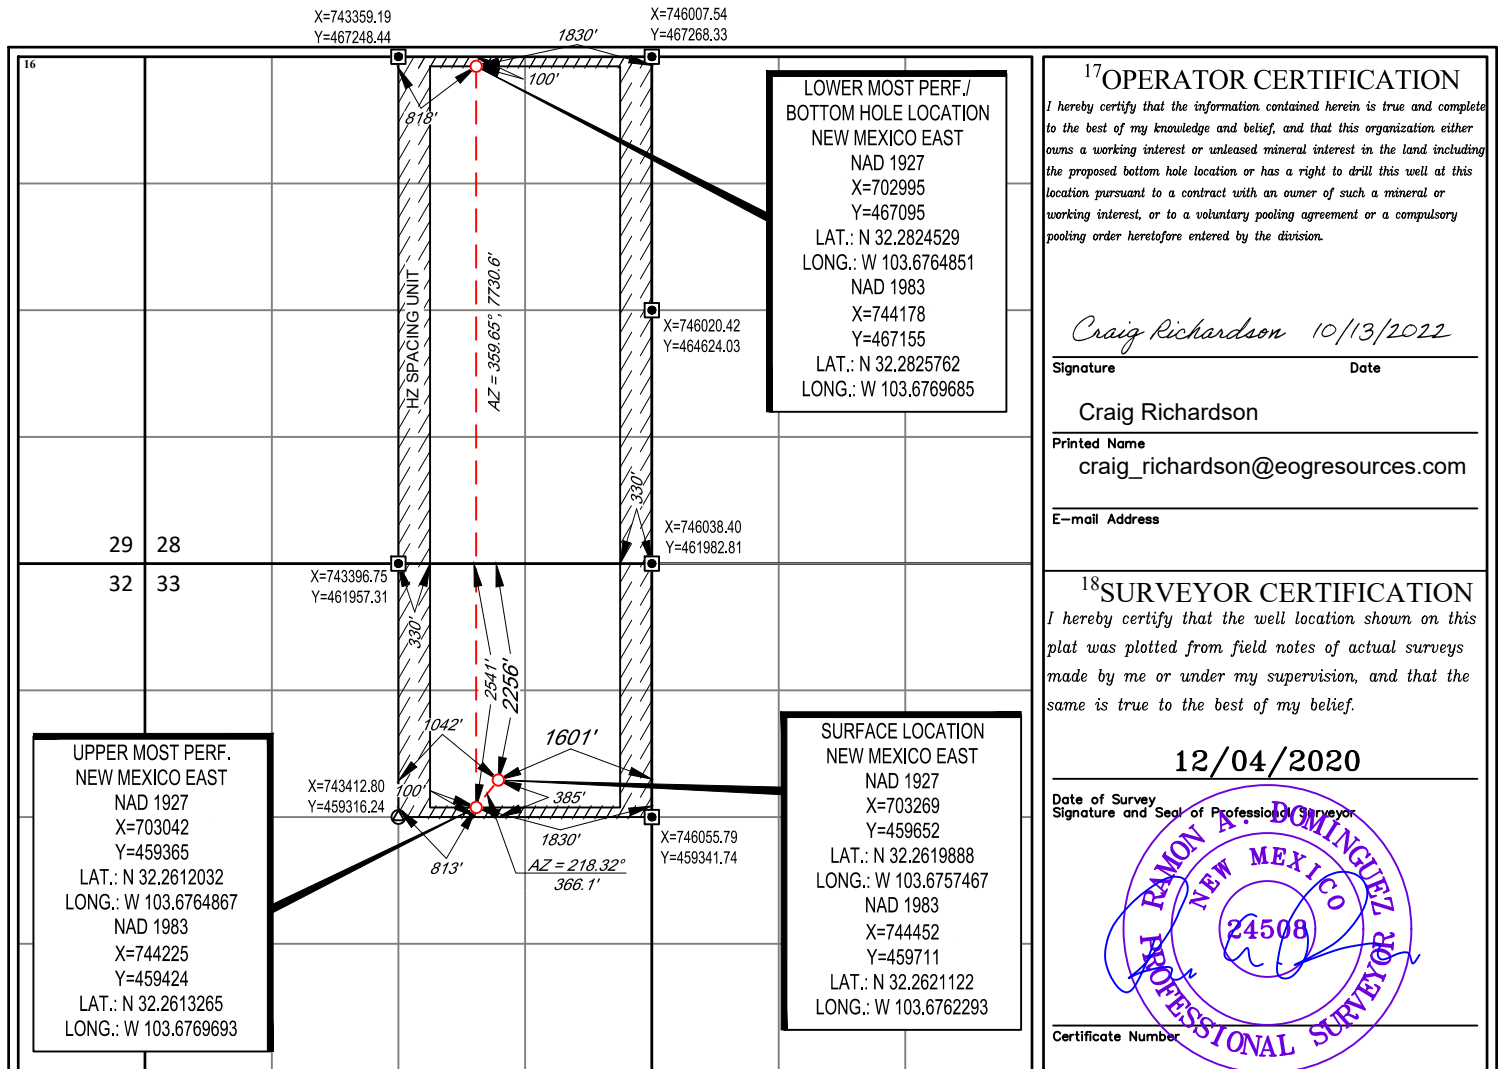 X=743359.19
Y=467248.44
X=746007.54
Y=467268.33
1830'
16
100'
818'
LOWER MOST PERF./
BOTTOM HOLE LOCATION
NEW MEXICO EAST
NAD 1927
X=702995
Y=467095
LAT.: N 32.2824529
LONG.: W 103.6764851
NAD 1983
X=744178
Y=467155
LAT.: N 32.2825762
LONG.: W 103.6769685
HZ SPACING UNIT
AZ = 359.65°, 7730.6'
X=746020.42
Y=464624.03
330'
X=746038.40
Y=461982.81
29 28
32 33
X=743396.75
Y=461957.31
330'
2541'
2256'
1042'
1601'
X=743412.80
Y=459316.24
100'
385'
1830'
813'
AZ = 218.32°
366.1'
X=746055.79
Y=459341.74
UPPER MOST PERF.
NEW MEXICO EAST
NAD 1927
X=703042
Y=459365
LAT.: N 32.2612032
LONG.: W 103.6764867
NAD 1983
X=744225
Y=459424
LAT.: N 32.2613265
LONG.: W 103.6769693
SURFACE LOCATION
NEW MEXICO EAST
NAD 1927
X=703269
Y=459652
LAT.: N 32.2619888
LONG.: W 103.6757467
NAD 1983
X=744452
Y=459711
LAT.: N 32.2621122
LONG.: W 103.6762293
17OPERATOR CERTIFICATION
I hereby certify that the information contained herein is true and complete
to the best of my knowledge and belief, and that this organization either
owns a working interest or unleased mineral interest in the land including
the proposed bottom hole location or has a right to drill this well at this
location pursuant to a contract with an owner of such a mineral or
working interest, or to a voluntary pooling agreement or a compulsory
pooling order heretofore entered by the division.
Craig Richardson 10/13/2022
Signature Date
Craig Richardson
Printed Name
craig_richardson@eogresources.com
E-mail Address
18SURVEYOR CERTIFICATION
I hereby certify that the well location shown on this
plat was plotted from field notes of actual surveys
made by me or under my supervision, and that the
same is true to the best of my belief.
12/04/2020
Date of Survey
Signature and Seal of Professional Surveyor
RAMON A. DOMINGUEZ
NEW MEXICO
24508
PROFESSIONAL SURVEYOR
Certificate Number